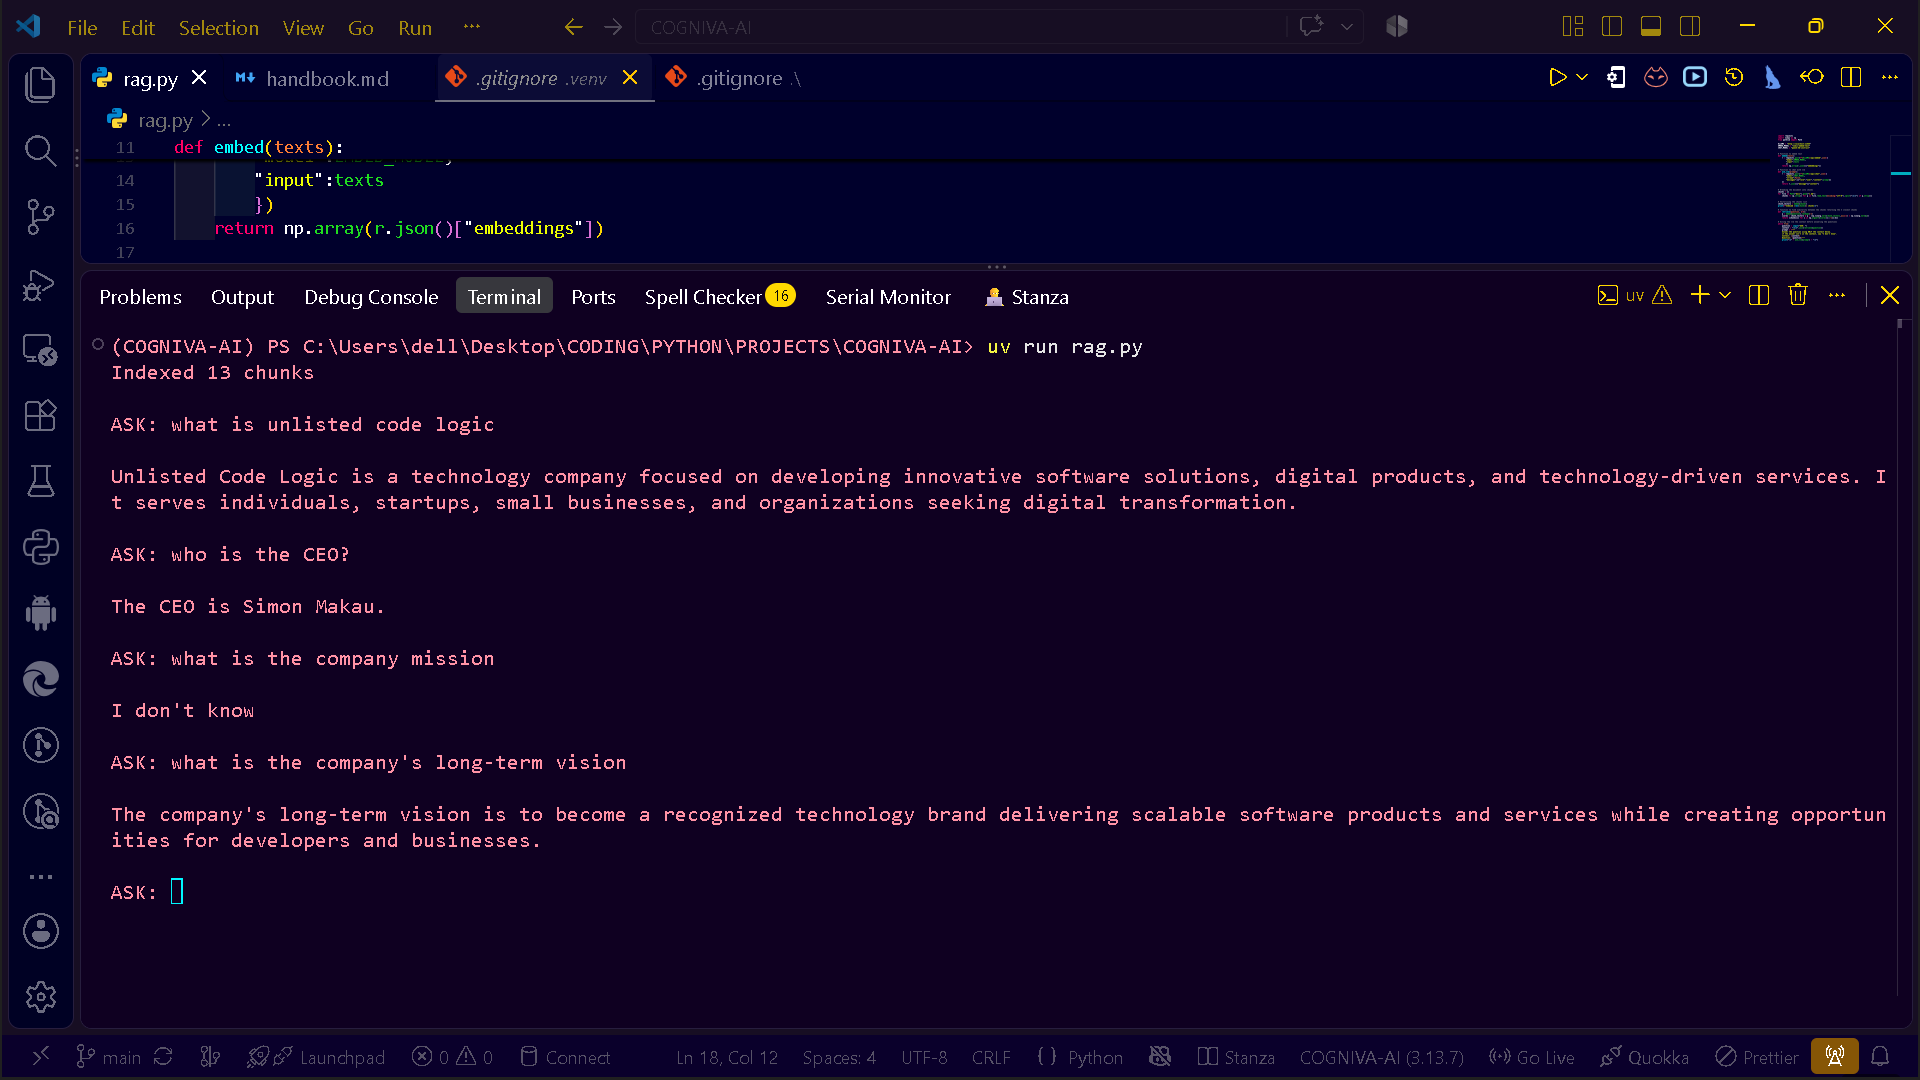 File Edit Selection View Go Run ··· COGNIVA-AI
rag.py handbook.md .gitignore .venv .gitignore .\
rag.py > ...
11 def embed(texts):
14 "input":texts
15 })
16 return np.array(r.json()["embeddings"])
17
Problems Output Debug Console Terminal Ports Spell Checker 16 Serial Monitor Stanza uv
(COGNIVA-AI) PS C:\Users\dell\Desktop\CODING\PYTHON\PROJECTS\COGNIVA-AI> uv run rag.py
Indexed 13 chunks
ASK: what is unlisted code logic
Unlisted Code Logic is a technology company focused on developing innovative software solutions, digital products, and technology-driven services. I
t serves individuals, startups, small businesses, and organizations seeking digital transformation.
ASK: who is the CEO?
The CEO is Simon Makau.
ASK: what is the company mission
I don't know
ASK: what is the company's long-term vision
The company's long-term vision is to become a recognized technology brand delivering scalable software products and services while creating opportun
ities for developers and businesses.
ASK:
main Launchpad 0 0 Connect Ln 18, Col 12 Spaces: 4 UTF-8 CRLF { } Python Stanza COGNIVA-AI (3.13.7) Go Live Quokka Prettier